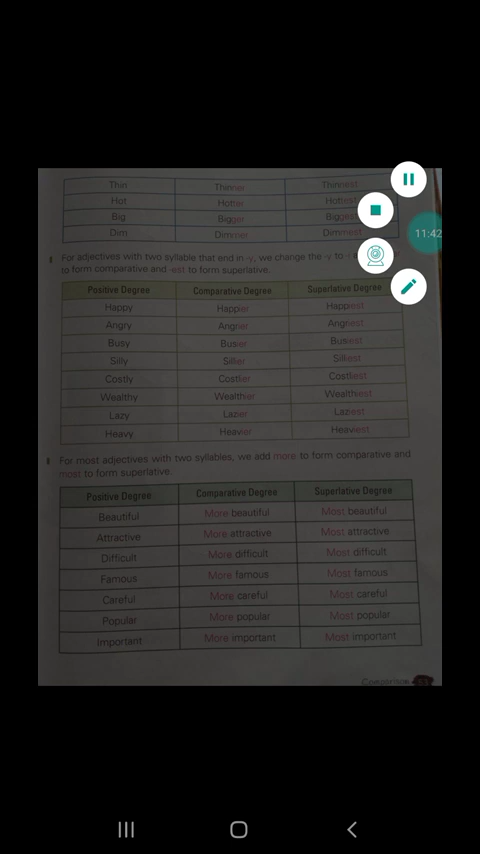 Thin Thinner Thinnest
Hot Hotter Hottest
Big Bigger Biggest
Dim Dimmer Dimmest
11:42
For adjectives with two syllable that end in -y, we change the -y to
to form comparative and -est to form superlative.
Positive Degree Comparative Degree Superlative Degree
Happy Happier Happiest
Angry Angrier Angriest
Busy Busier Busiest
Silly Sillier Silliest
Costly Costlier Costliest
Wealthy Wealthier Wealthiest
Lazy Lazier Laziest
Heavy Heavier Heaviest
For most adjectives with two syllables, we add more to form comparative and
most to form superlative.
Positive Degree Comparative Degree Superlative Degree
Beautiful More beautiful Most beautiful
Attractive More attractive Most attractive
Difficult More difficult Most difficult
Famous More famous Most famous
Careful More careful Most careful
Popular More popular Most popular
Important More important Most important
Comparison